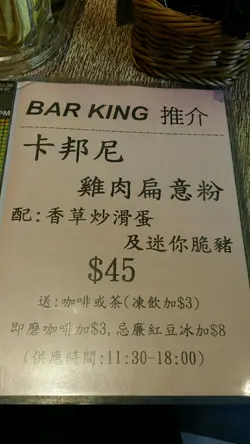 BAR KING 推介
卡邦尼
雞肉扁意粉
配:香草炒滑蛋
及迷你脆豬
$45
送:咖啡或茶(凍飲加$3)
即磨咖啡加$3,忌廉紅豆冰加$8
(供應時間:11:30-18:00)